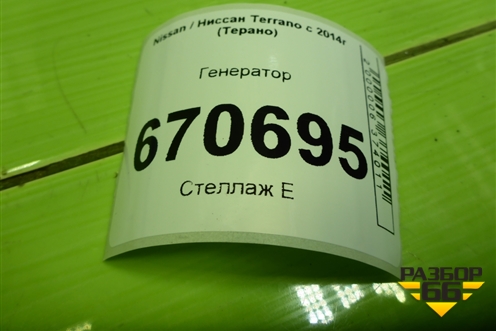 Nissan / Ниссан Terrano с 2014г
(Терано)
Генератор
670695
Стеллаж Е
РАЗБОР
66